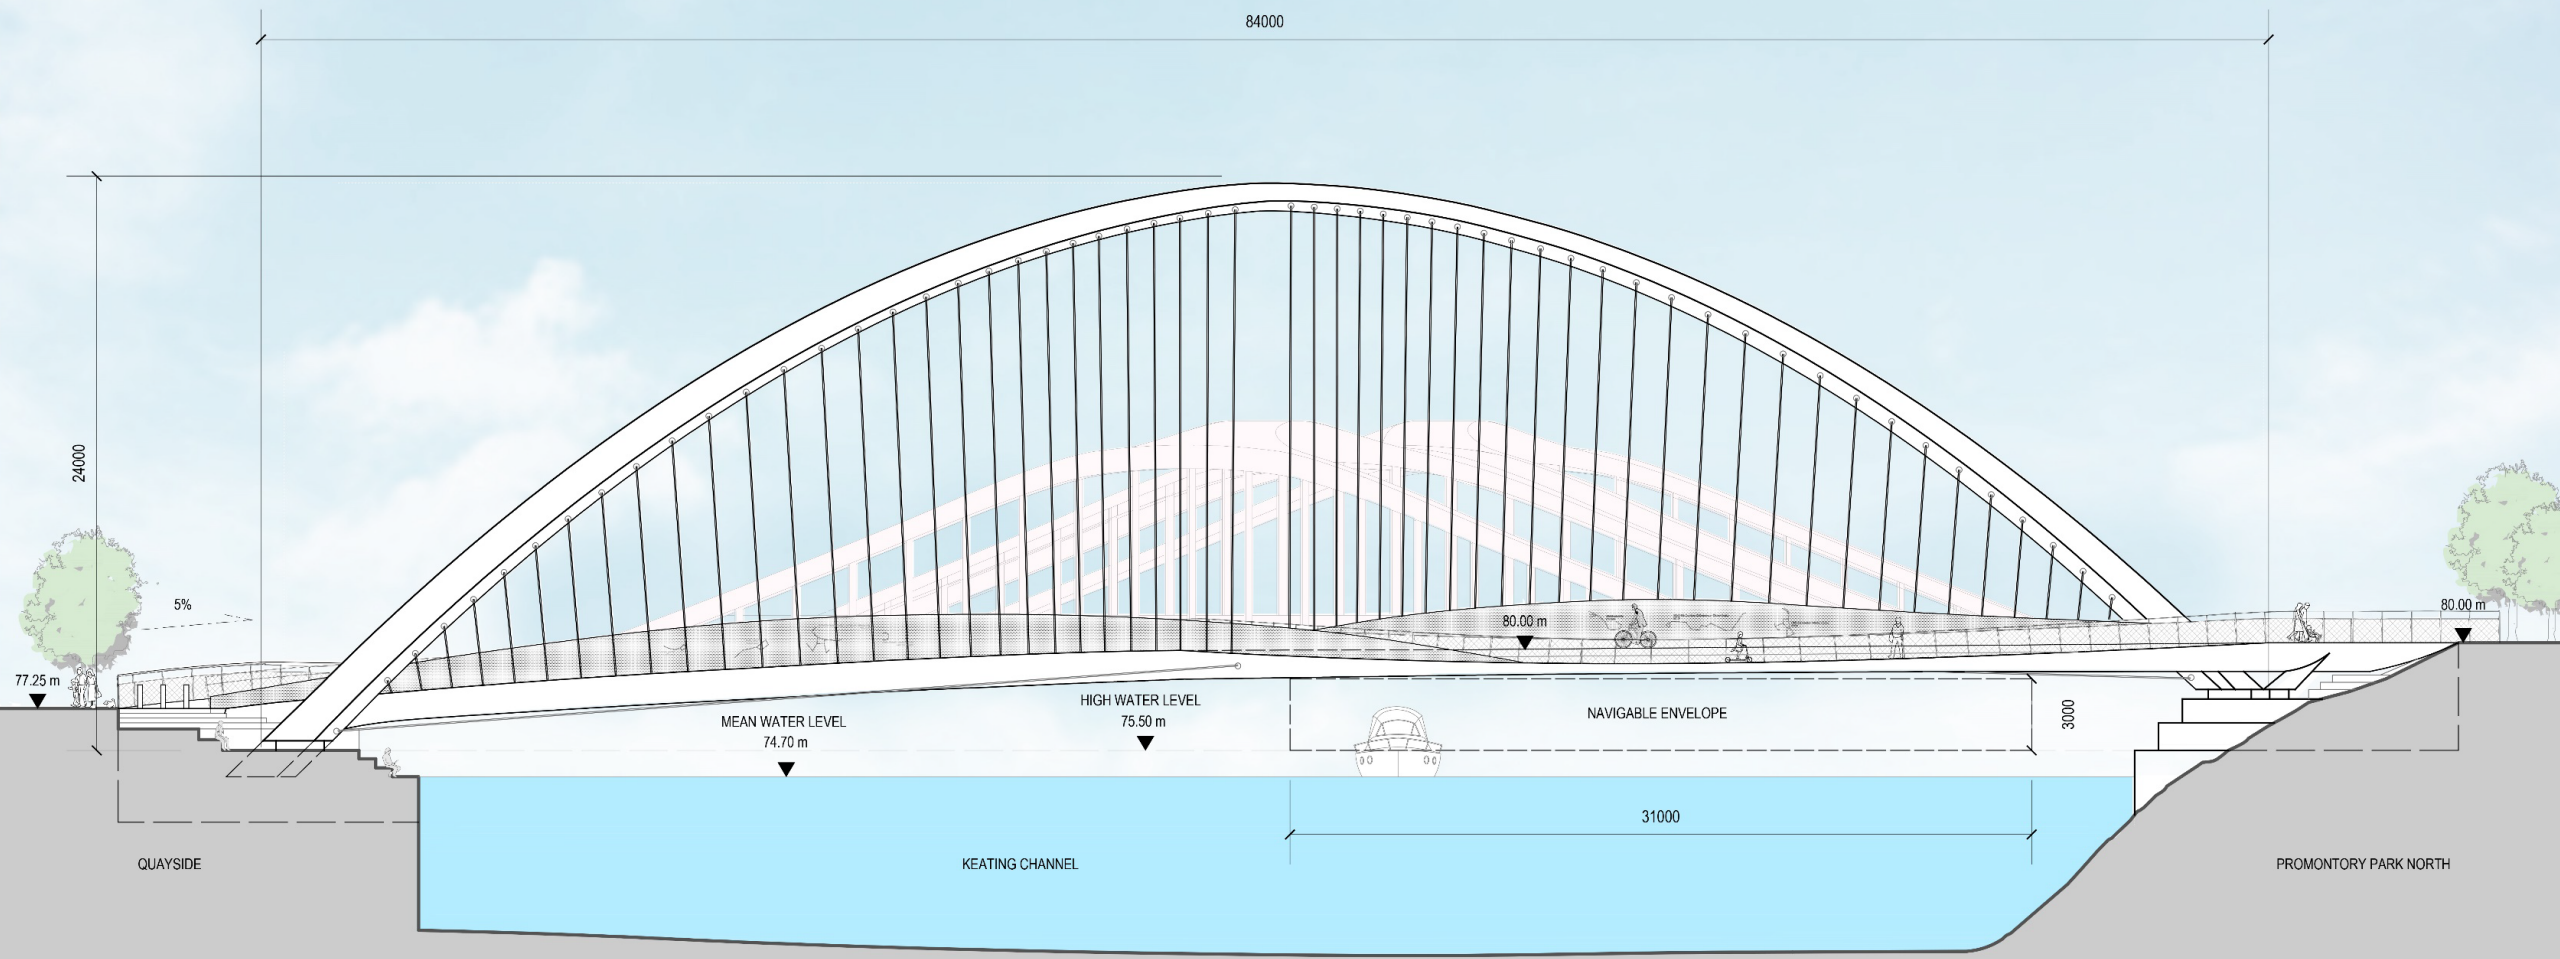 84000
24000
5%
77.25 m
80.00 m
80.00 m
HIGH WATER LEVEL
75.50 m
MEAN WATER LEVEL
74.70 m
NAVIGABLE ENVELOPE
3000
31000
QUAYSIDE
KEATING CHANNEL
PROMONTORY PARK NORTH